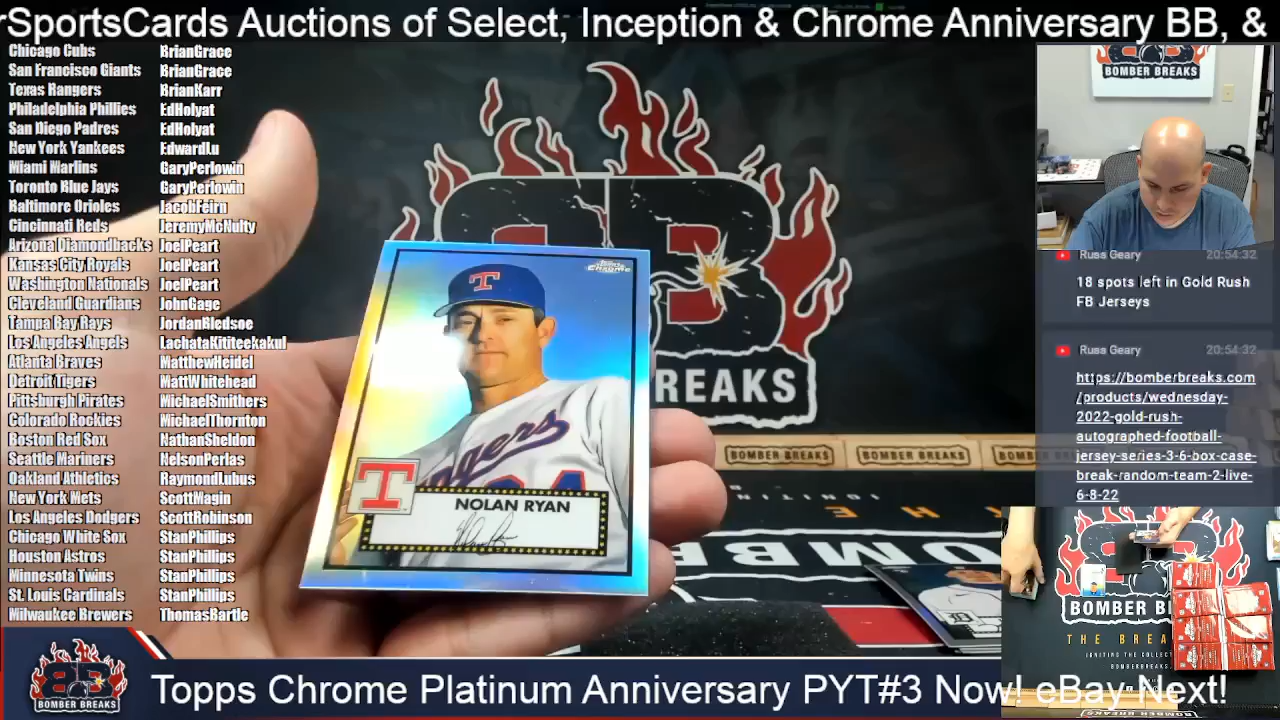 rSportsCards Auctions of Select, Inception & Chrome Anniversary BB, &
Chicago Cubs BrianGrace
San Francisco Giants BrianGrace
Texas Rangers BrianKarr
Philadelphia Phillies EdHolyat
San Diego Padres EdHolyat
New York Yankees EdwardLu
Miami Marlins GaryPerlowin
Toronto Blue Jays GaryPerlowin
Baltimore Orioles JacobFeirn
Cincinnati Reds JeremyMcNulty
Arizona Diamondbacks JoelPeart
Kansas City Royals JoelPeart
Washington Nationals JoelPeart
Cleveland Guardians JohnGage
Tampa Bay Rays JordanBledsoe
Los Angeles Angels LachataKititeekakul
Atlanta Braves MatthewHeidel
Detroit Tigers MattWhitehead
Pittsburgh Pirates MichaelSmithers
Colorado Rockies MichaelThornton
Boston Red Sox NathanSheldon
Seattle Mariners NelsonPerlas
Oakland Athletics RaymondLubus
New York Mets ScottMagin
Los Angeles Dodgers ScottRobinson
Chicago White Sox StanPhillips
Houston Astros StanPhillips
Minnesota Twins StanPhillips
St. Louis Cardinals StanPhillips
Milwaukee Brewers ThomasBartle
Topps
Chrome
T
T
NOLAN RYAN
BB
REAKS
BOMBER BREAKS
BOMBER BREAKS
BOMBER BREAKS
Russ Geary 20:54:32
18 spots left in Gold Rush
FB Jerseys
Russ Geary 20:54:32
https://bomberbreaks.com
/products/wednesday-
2022-gold-rush-
autographed-football-
jersey-series-3-6-box-case-
break-random-team-2-live-
6-8-22
BOMBER
THE BREA
BOMBER BREAKS
Topps Chrome Platinum Anniversary PYT#3 Now! eBay Next!